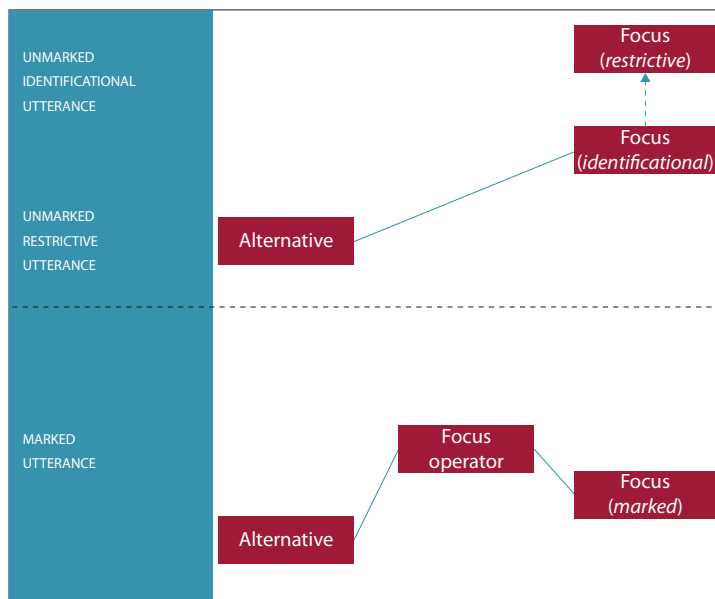 UNMARKED
IDENTIFICATIONAL
UTTERANCE
Focus
(restrictive)
Focus
(identificational)
UNMARKED
RESTRICTIVE
UTTERANCE
Alternative
MARKED
UTTERANCE
Focus
operator
Focus
(marked)
Alternative